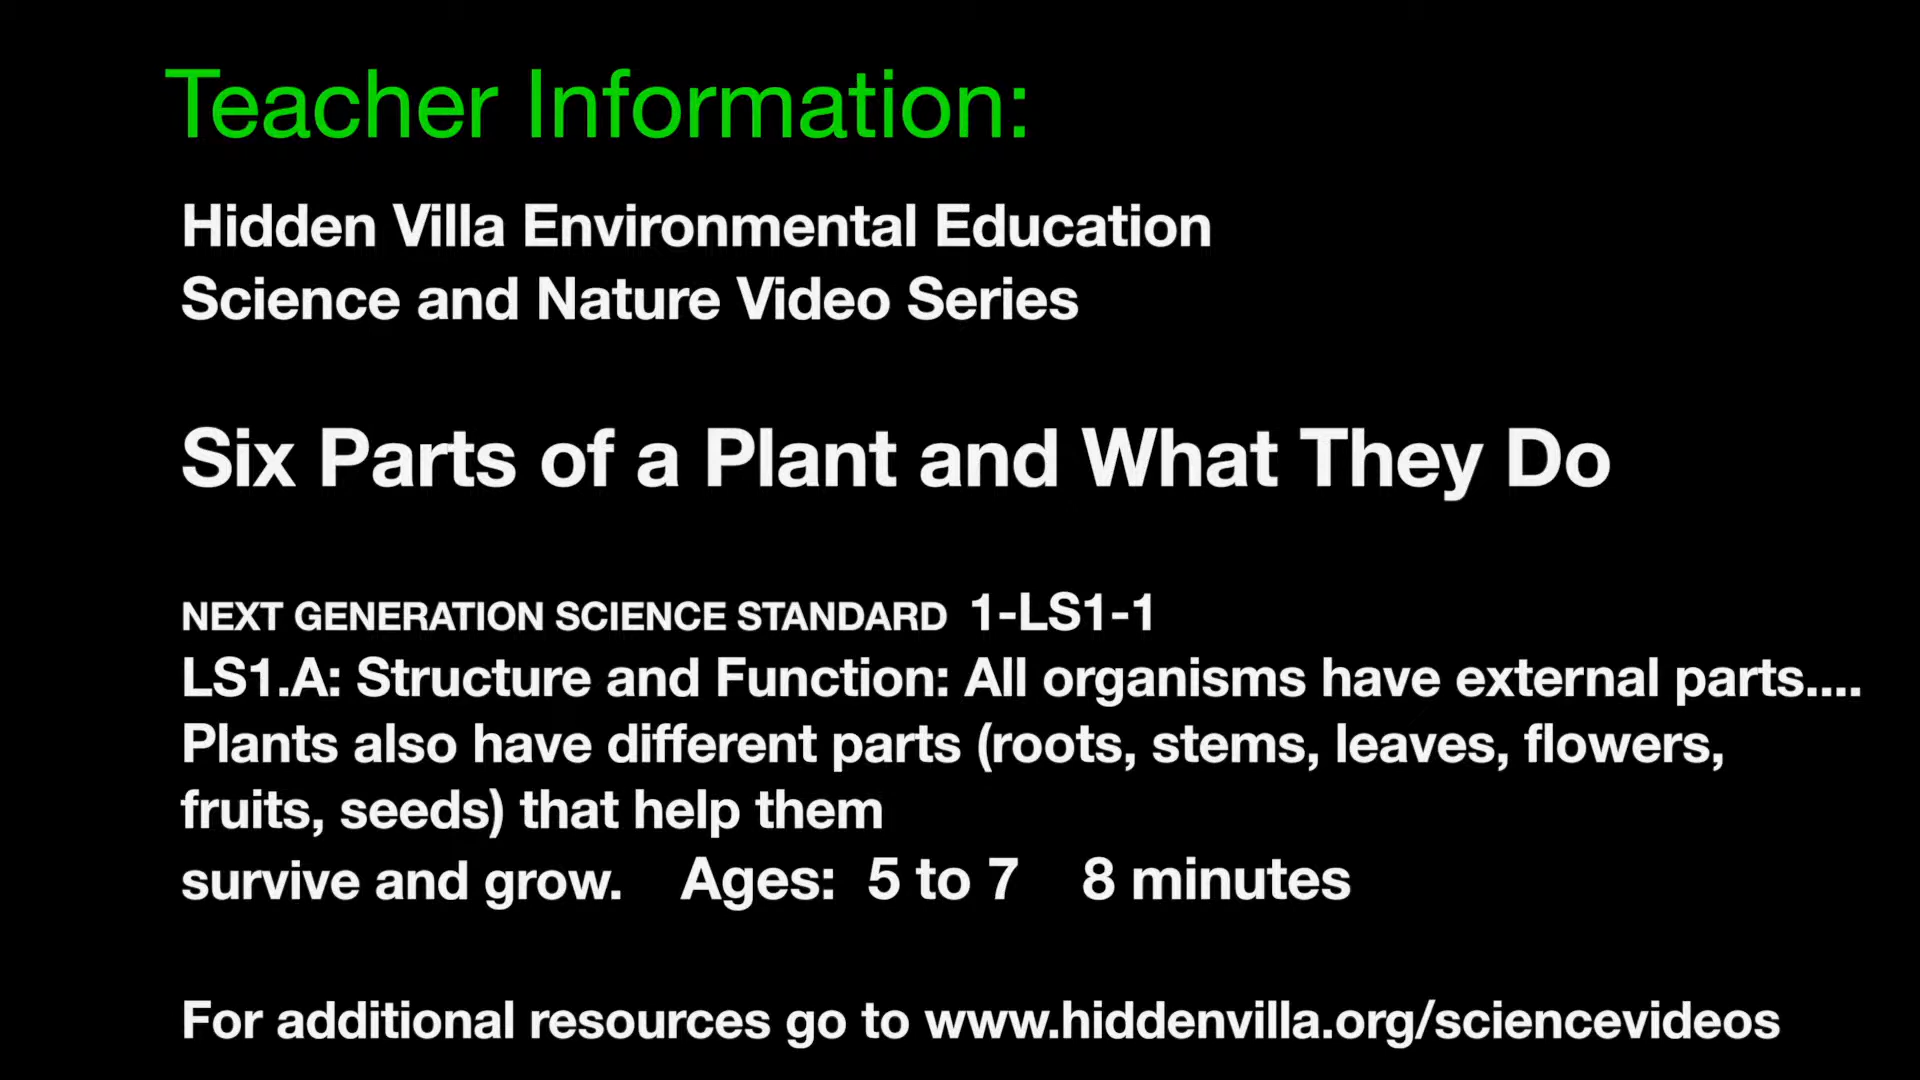 Teacher Information:
Hidden Villa Environmental Education
Science and Nature Video Series
Six Parts of a Plant and What They Do
NEXT GENERATION SCIENCE STANDARD 1-LS1-1
LS1.A: Structure and Function: All organisms have external parts....
Plants also have different parts (roots, stems, leaves, flowers,
fruits, seeds) that help them
survive and grow. Ages: 5 to 7 8 minutes
For additional resources go to www.hiddenvilla.org/sciencevideos